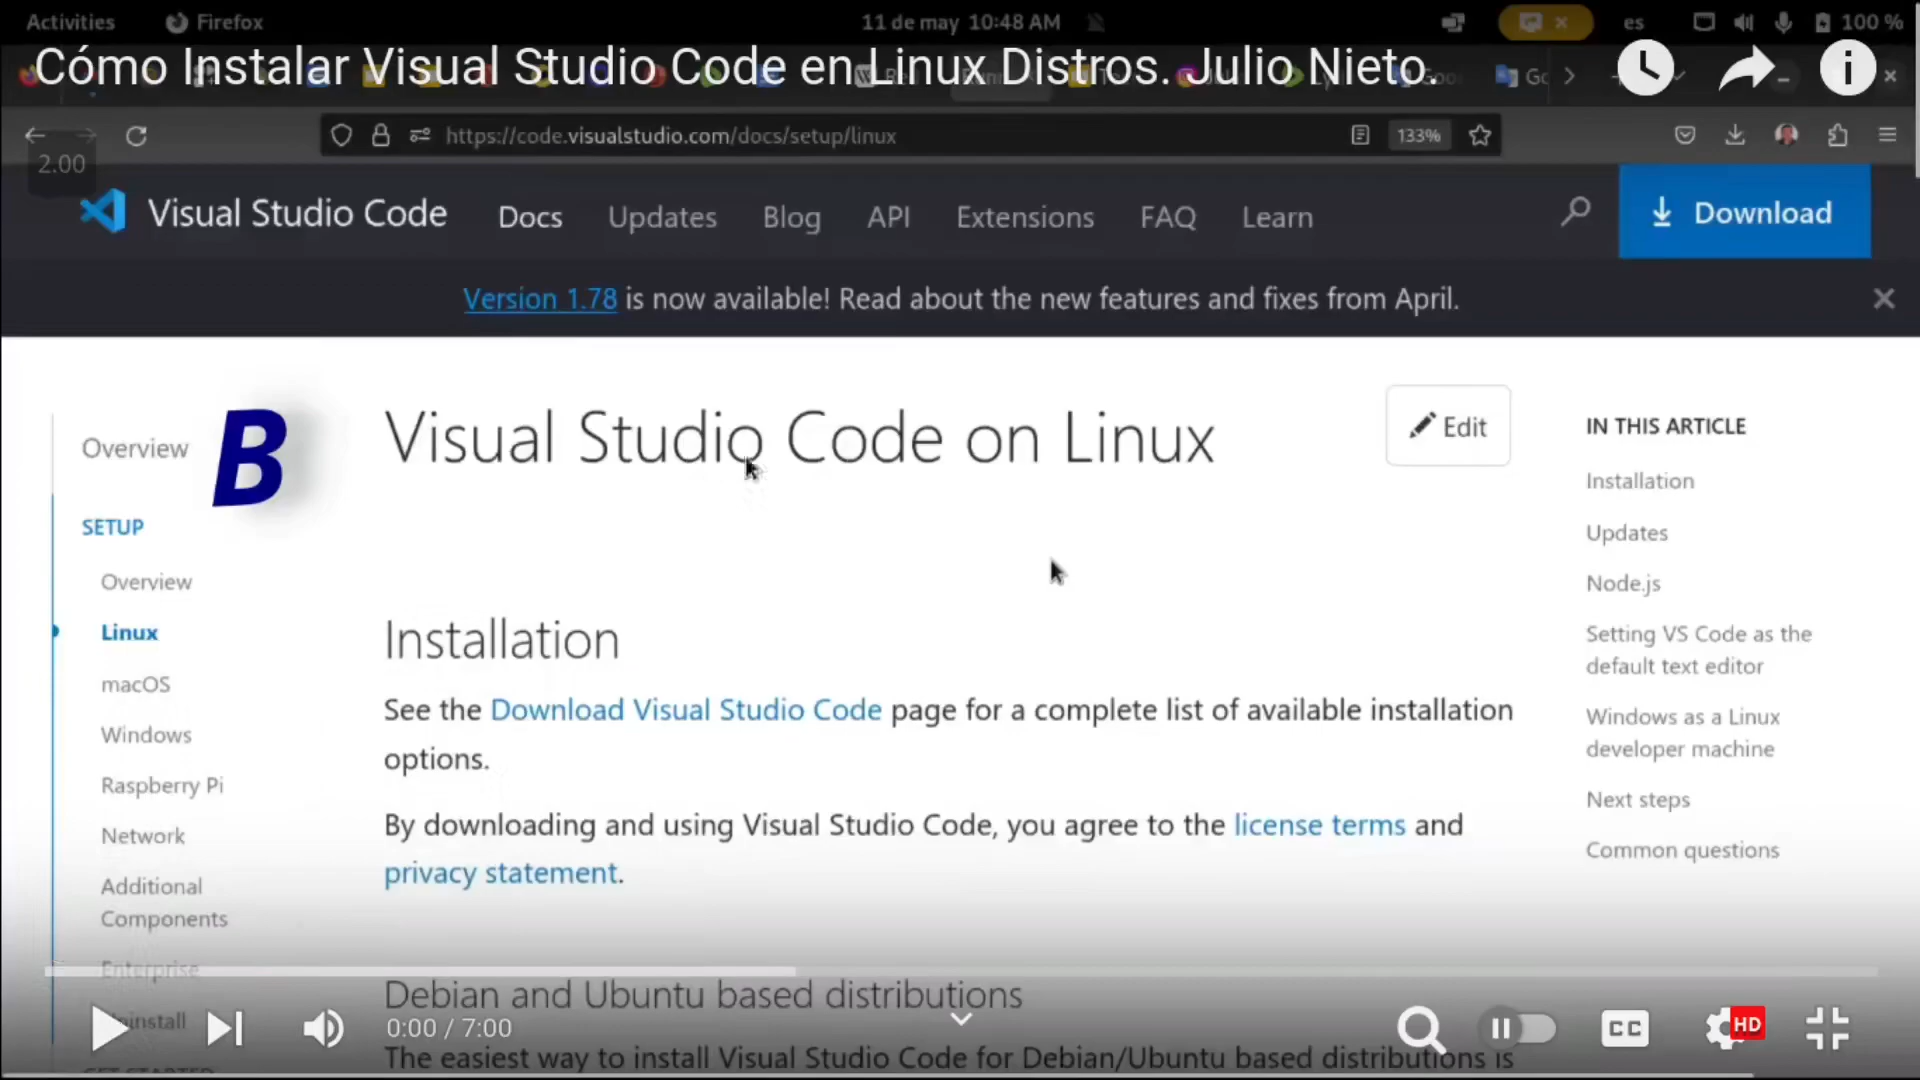 Activities Firefox 11 de may 10:48 AM es 100 %
Cómo Instalar Visual Studio Code en Linux Distros. Julio Nieto.
https://code.visualstudio.com/docs/setup/linux 133%
2.00
Visual Studio Code Docs Updates Blog API Extensions FAQ Learn Download
Version 1.78 is now available! Read about the new features and fixes from April.
Overview
B
SETUP
Overview
Linux
macOS
Windows
Raspberry Pi
Network
Additional
Components
Enterprise
Visual Studio Code on Linux
Edit
Installation
See the Download Visual Studio Code page for a complete list of available installation
options.
By downloading and using Visual Studio Code, you agree to the license terms and
privacy statement.
Debian and Ubuntu based distributions
The easiest way to install Visual Studio Code for Debian/Ubuntu based distributions is
IN THIS ARTICLE
Installation
Updates
Node.js
Setting VS Code as the
default text editor
Windows as a Linux
developer machine
Next steps
Common questions
0:00 / 7:00
CC HD